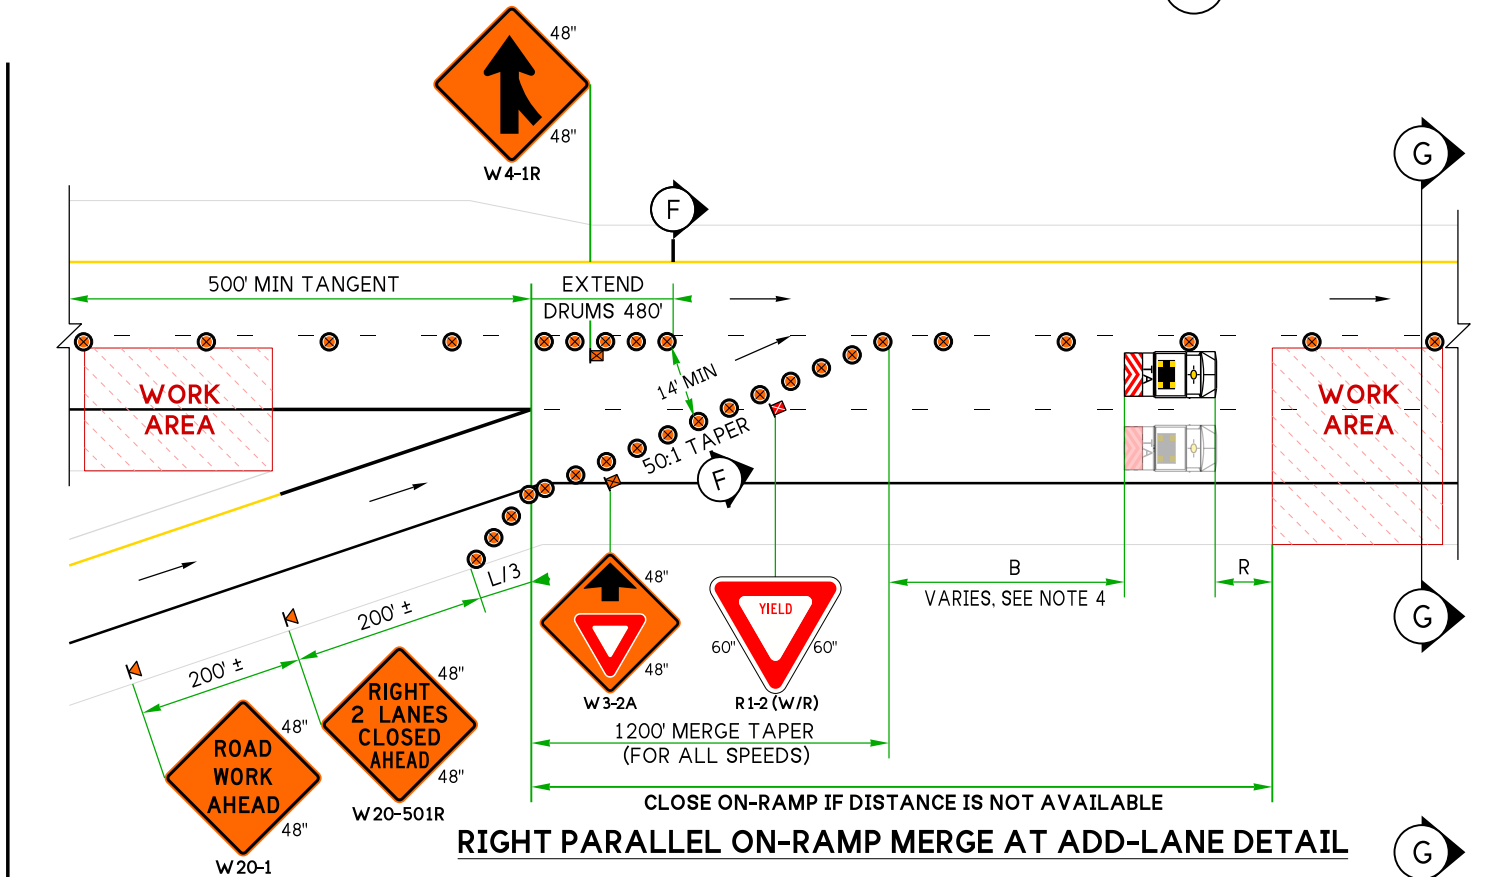 48"
48"
W4-1R
F
G
500' MIN TANGENT
EXTEND
DRUMS 480'
WORK
AREA
14' MIN
50:1 TAPER
F
WORK
AREA
L/3
200' ±
200' ±
B
VARIES, SEE NOTE 4
R
G
48"
48"
W3-2A
YIELD
60"
60"
R1-2 (W/R)
RIGHT
2 LANES
CLOSED
AHEAD
48"
48"
W20-501R
ROAD
WORK
AHEAD
48"
48"
W20-1
1200' MERGE TAPER
(FOR ALL SPEEDS)
CLOSE ON-RAMP IF DISTANCE IS NOT AVAILABLE
RIGHT PARALLEL ON-RAMP MERGE AT ADD-LANE DETAIL
G